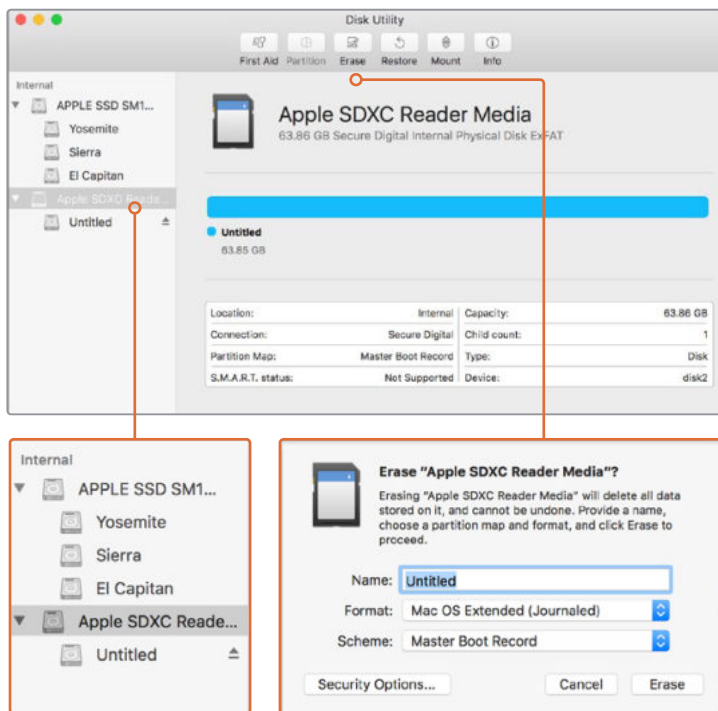 Disk Utility
First Aid Partition Erase Restore Mount Info
Internal
APPLE SSD SM1...
Yosemite
Sierra
El Capitan
Apple SDXC Reade...
Untitled
Apple SDXC Reader Media
63.86 GB Secure Digital Internal Physical Disk ExFAT
Untitled
63.85 GB
Location: Internal Capacity: 63.86 GB
Connection: Secure Digital Child count: 1
Partition Map: Master Boot Record Type: Disk
S.M.A.R.T. status: Not Supported Device: disk2
Internal
APPLE SSD SM1...
Yosemite
Sierra
El Capitan
Apple SDXC Reade...
Untitled
Erase "Apple SDXC Reader Media"?
Erasing "Apple SDXC Reader Media" will delete all data
stored on it, and cannot be undone. Provide a name,
choose a partition map and format, and click Erase to
proceed.
Name: Untitled
Format: Mac OS Extended (Journaled)
Scheme: Master Boot Record
Security Options... Cancel Erase